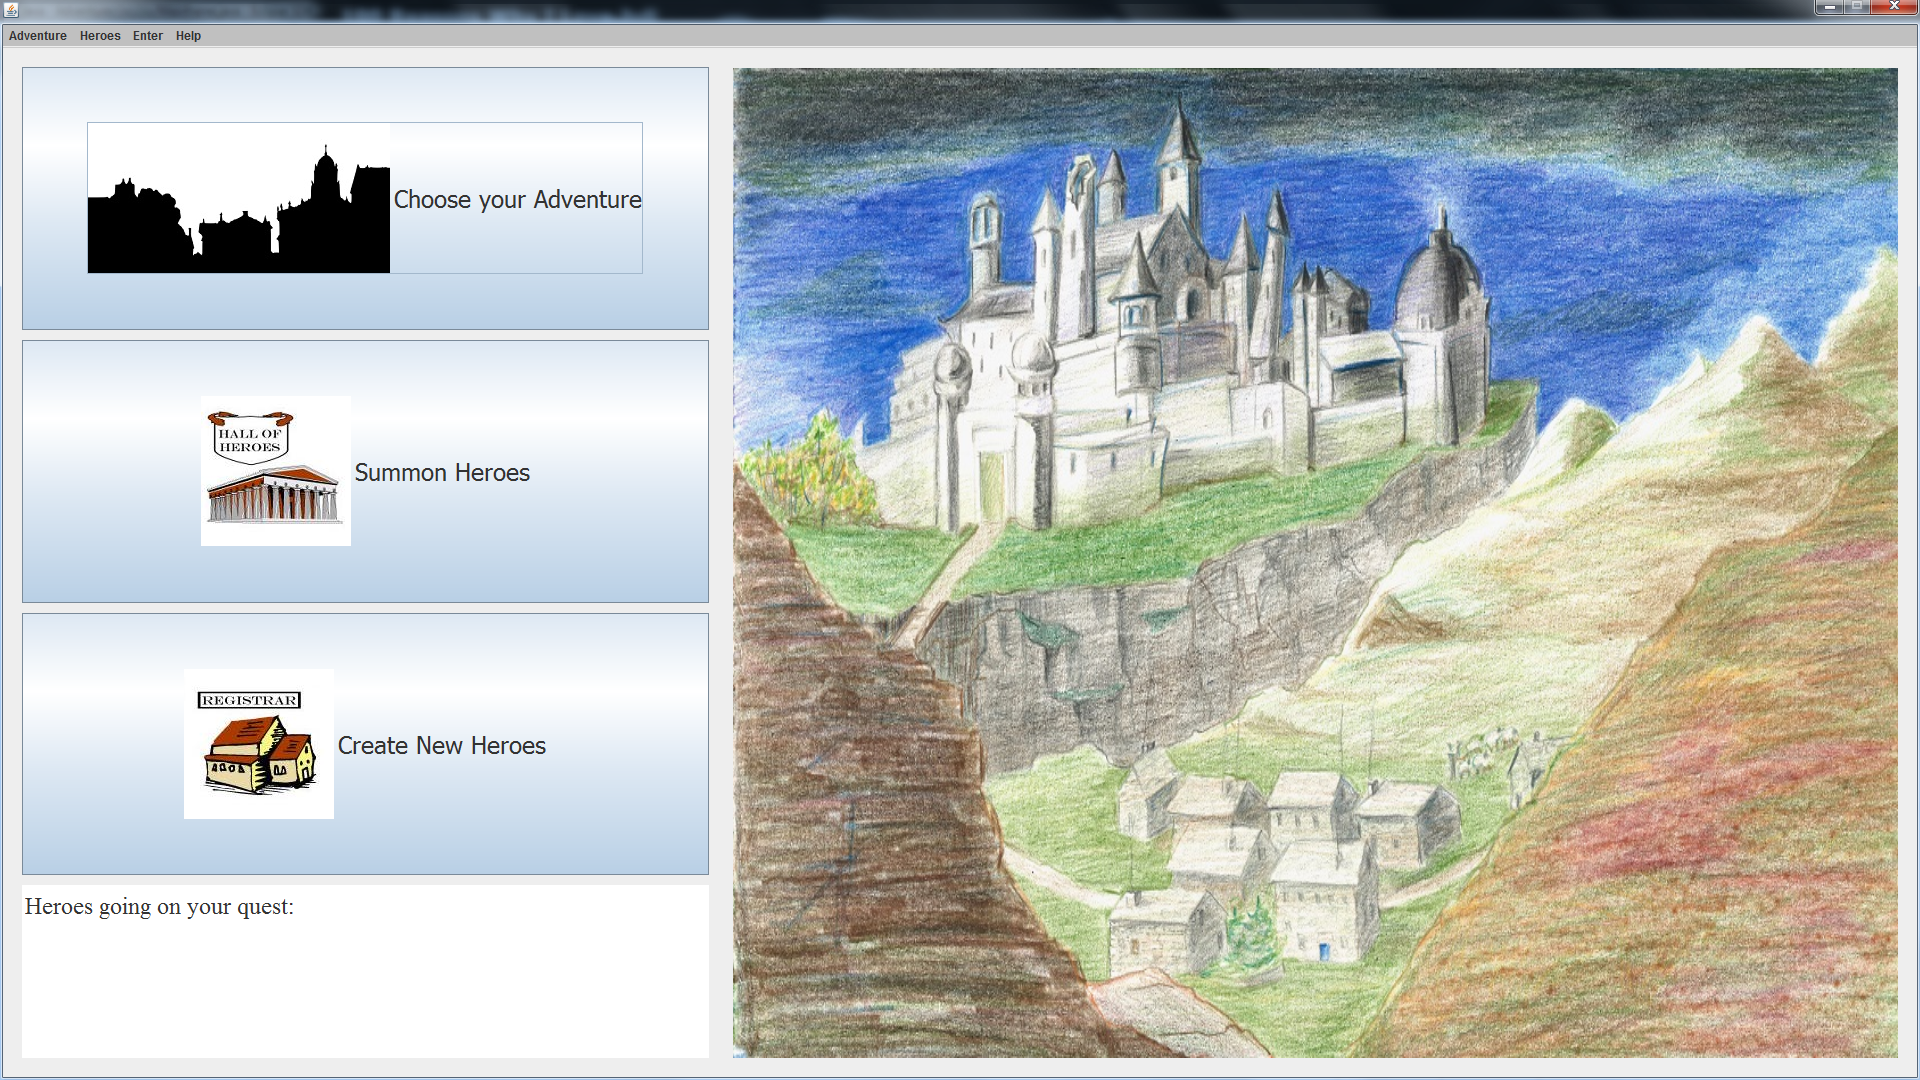 Adventure Heroes Enter Help
Choose your Adventure
HALL OF
HEROES
Summon Heroes
REGISTRAR
Create New Heroes
Heroes going on your quest: